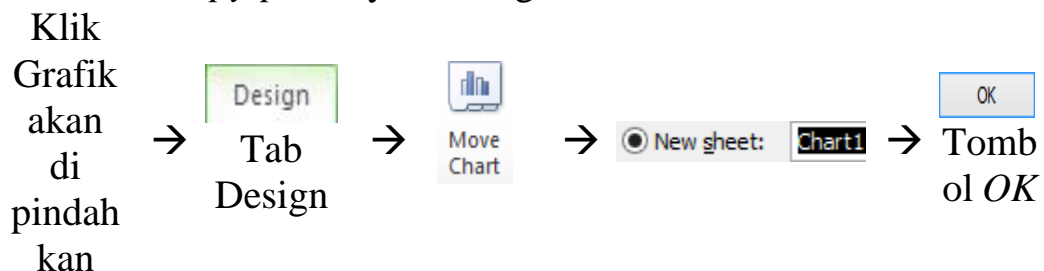 Klik
Grafik
akan
di
pindah
kan
→
Design
Tab
Design
→
Move
Chart
→
New sheet: Chart1
→
OK
Tomb
ol OK